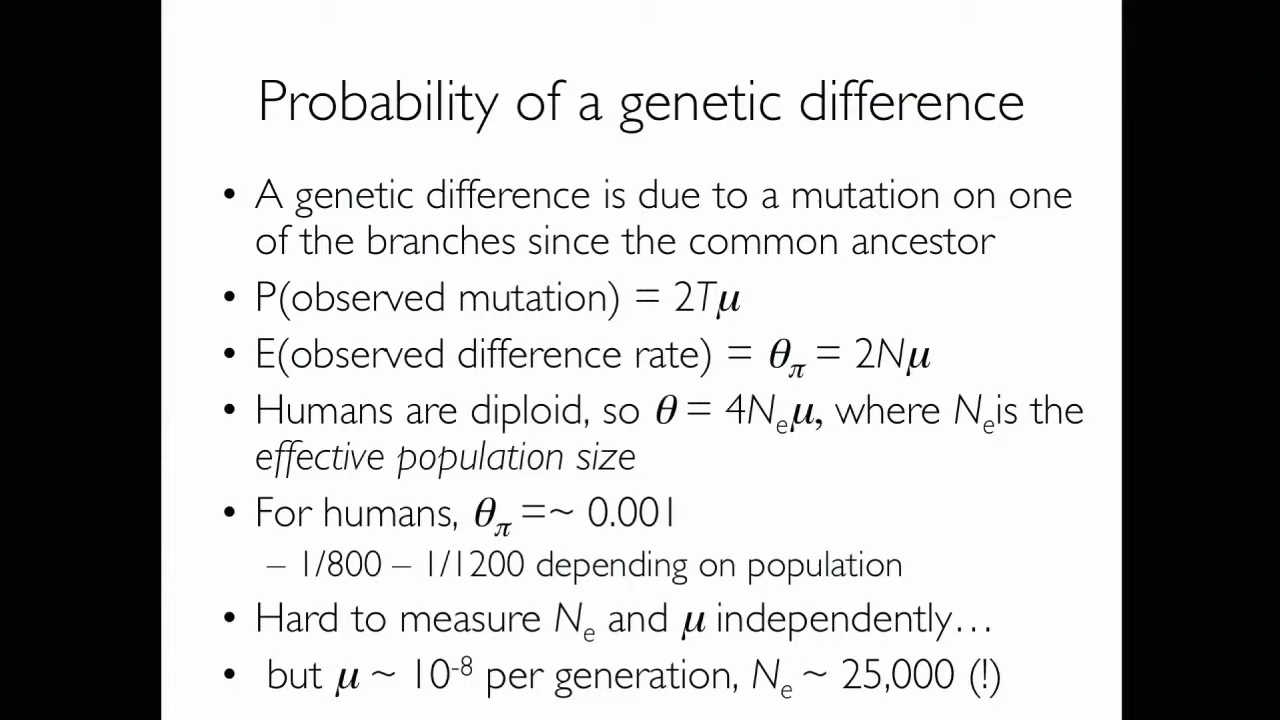 Probability of a genetic difference
• A genetic difference is due to a mutation on one
of the branches since the common ancestor
• P(observed mutation) = 2Tμ
• E(observed difference rate) = θπ = 2Nμ
• Humans are diploid, so θ = 4Neμ, where Neis the
effective population size
• For humans, θπ =~ 0.001
– 1/800 – 1/1200 depending on population
• Hard to measure Ne and μ independently…
• but μ ~ 10-8 per generation, Ne ~ 25,000 (!)